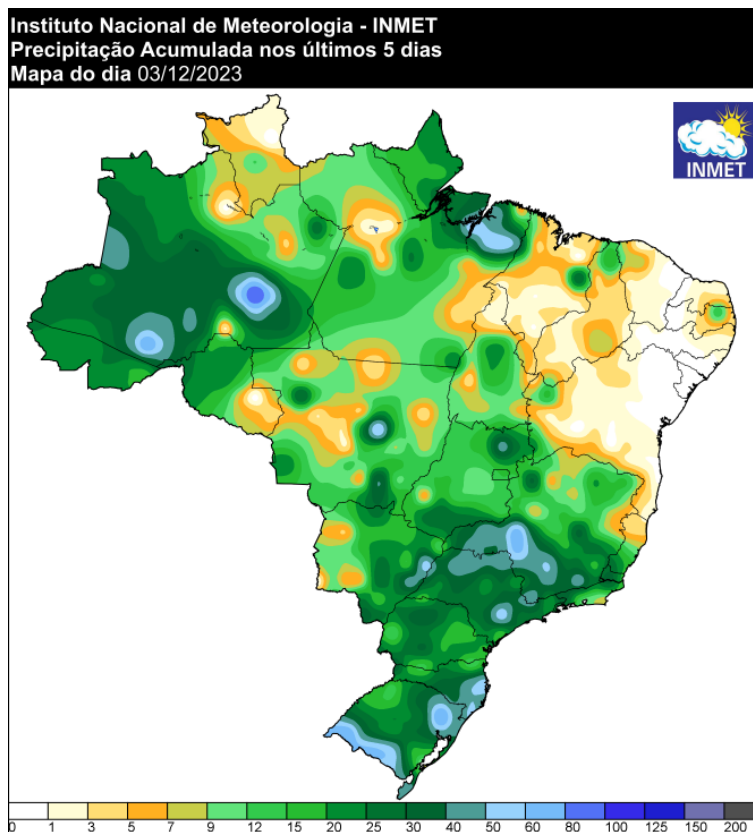 Instituto Nacional de Meteorologia - INMET
Precipitação Acumulada nos últimos 5 dias
Mapa do dia 03/12/2023
INMET
0 1 3 5 7 9 12 15 20 25 30 40 50 60 80 100 125 150 200